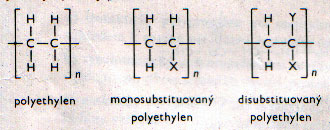 H H
C C
H H
n
H H
C C
H X
n
H Y
C C
H X
n
polyethylen
monosubstituovaný
polyethylen
disubstituovaný
polyethylen